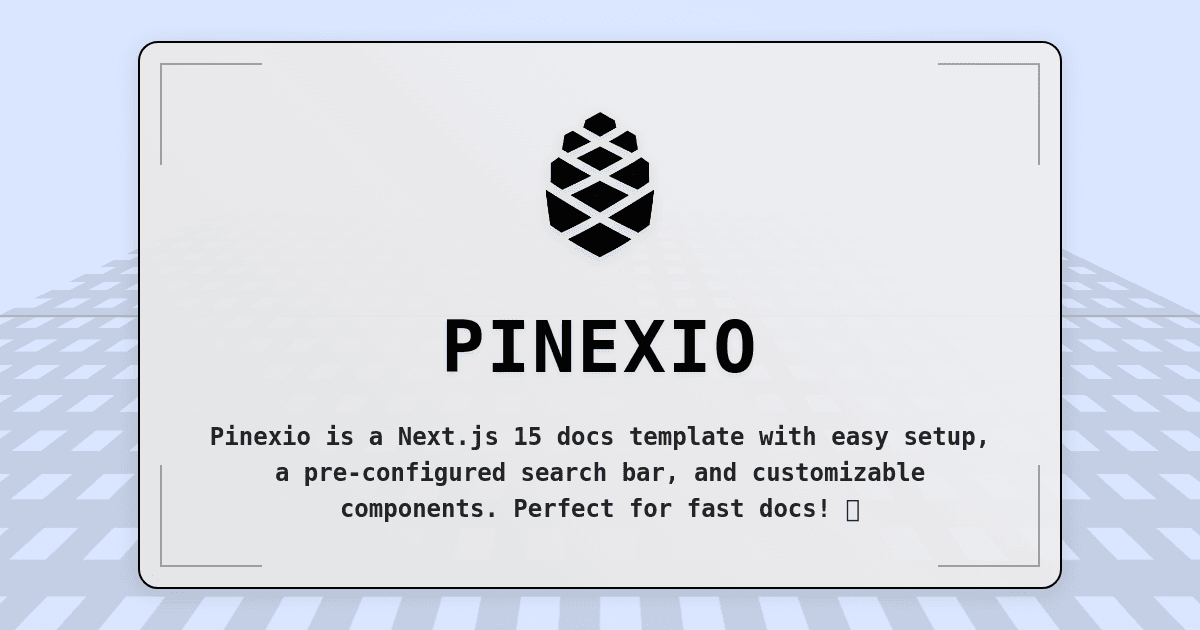 PINEXIO
Pinexio is a Next.js 15 docs template with easy setup,
a pre-configured search bar, and customizable
components. Perfect for fast docs!